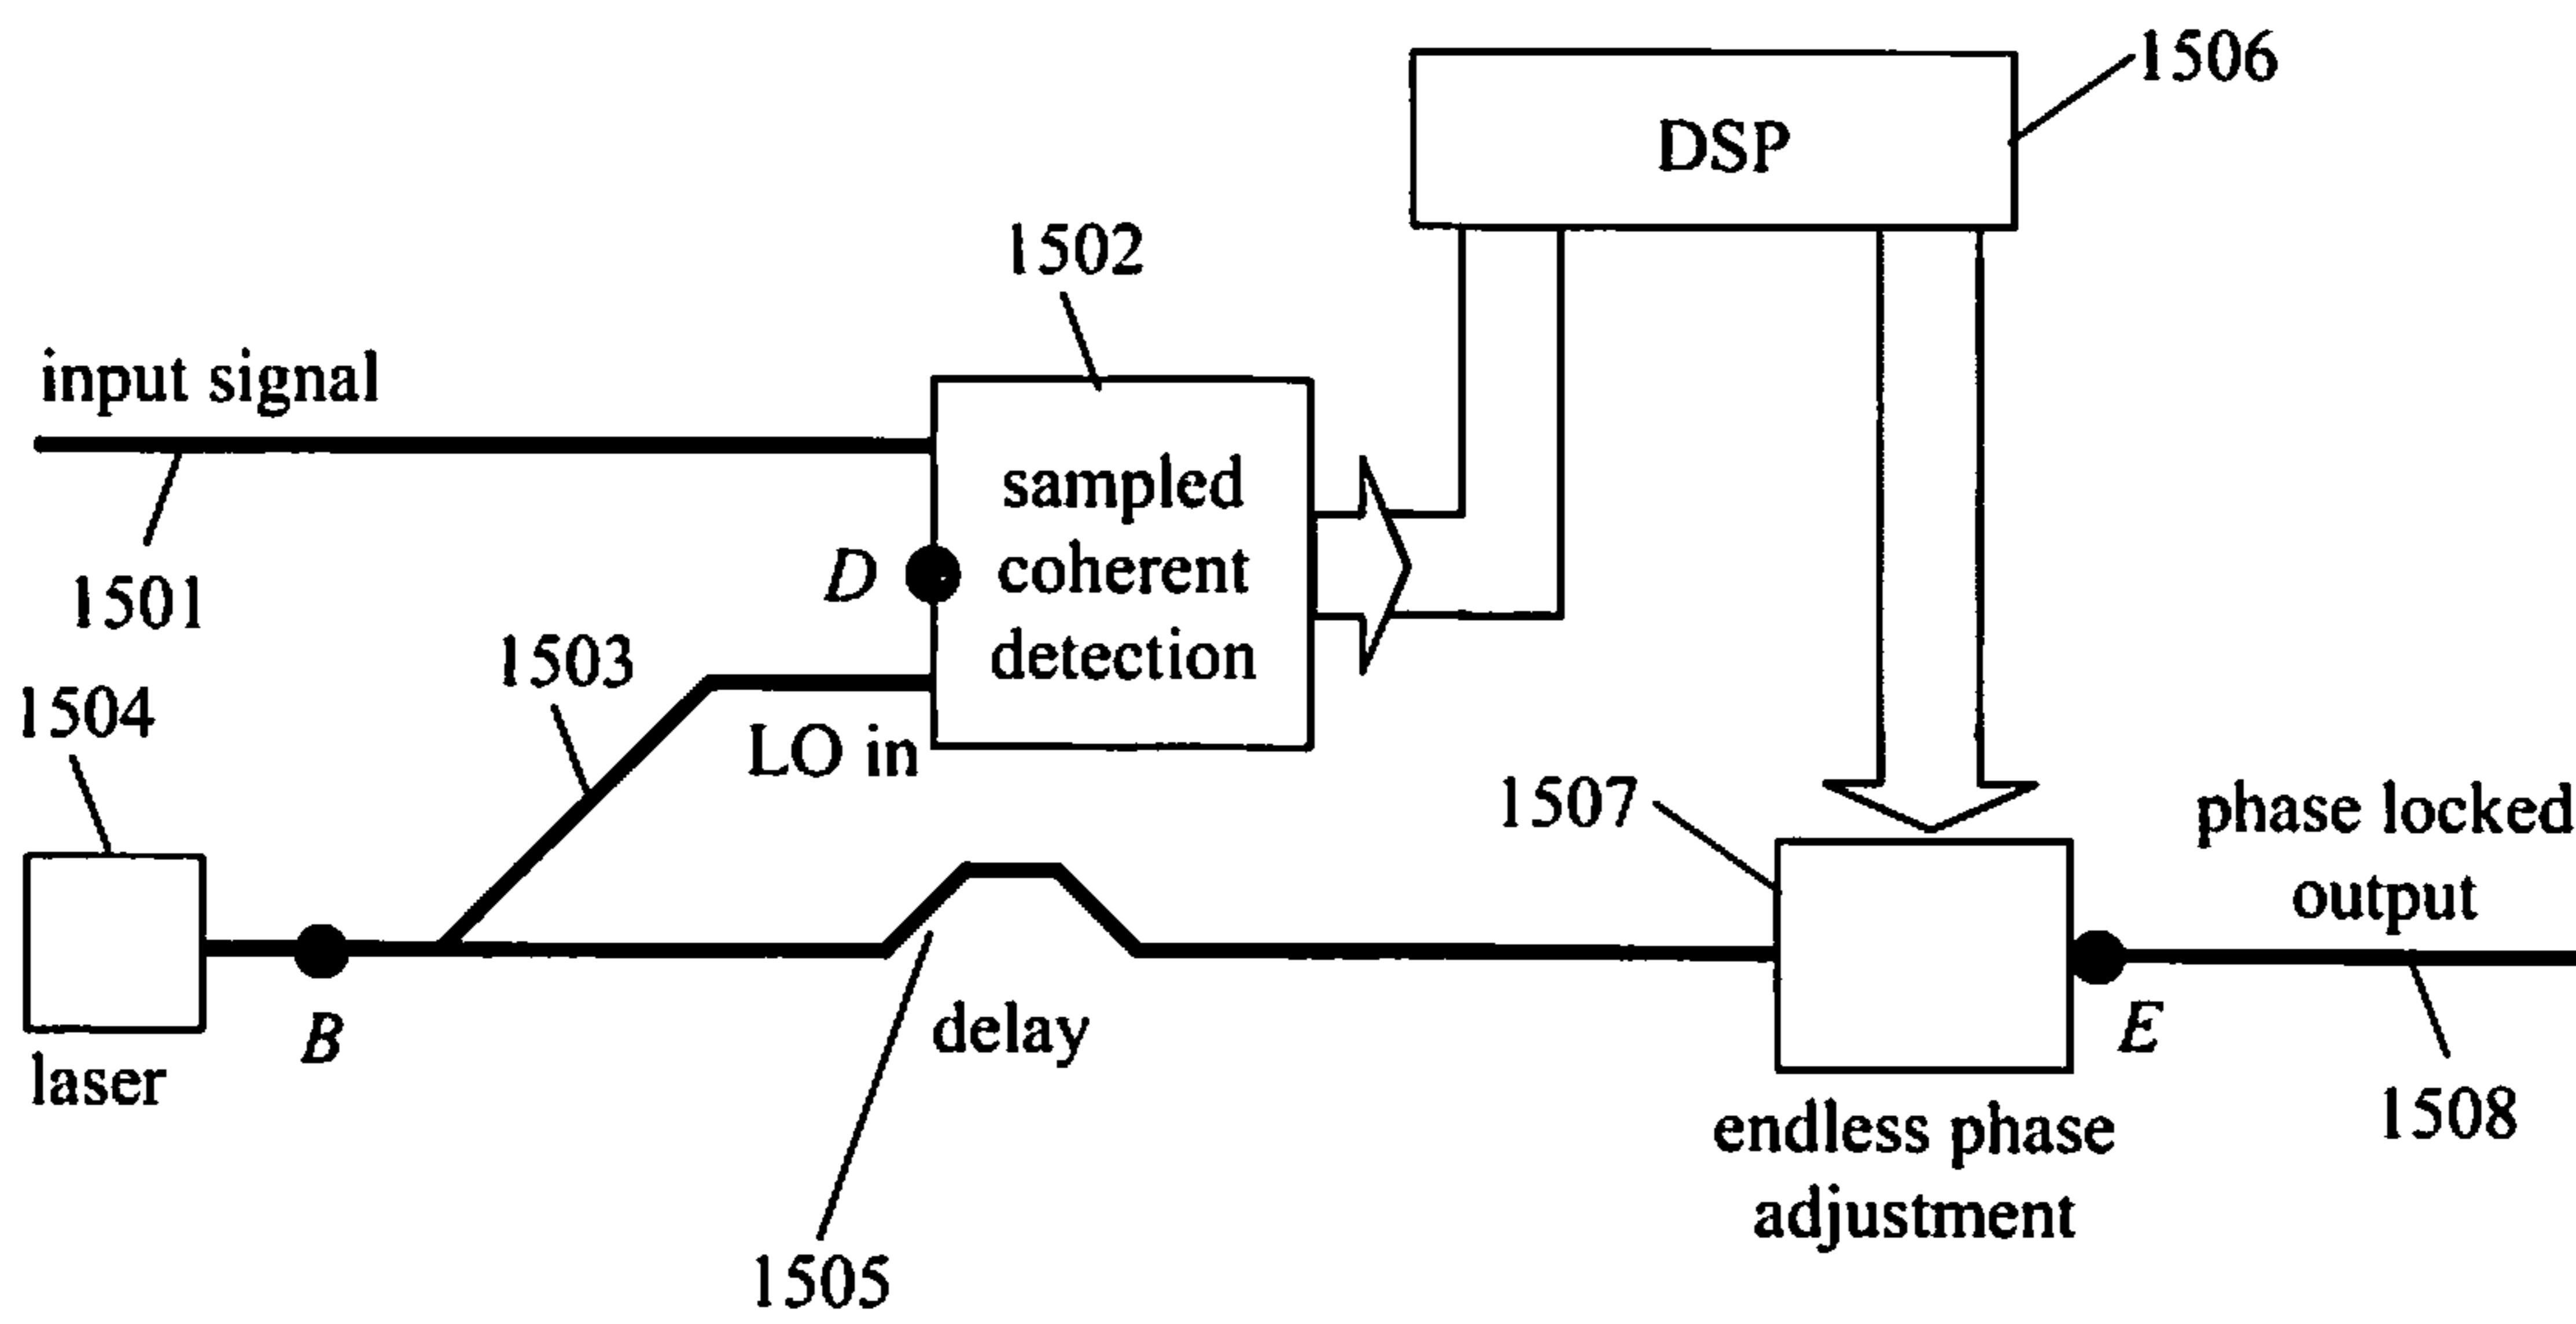 1506
DSP
1502
input signal
sampled
coherent
detection
D
1501
1503
1504
LO in
1507
phase locked
output
B
E
delay
laser
1508
endless phase
adjustment
1505